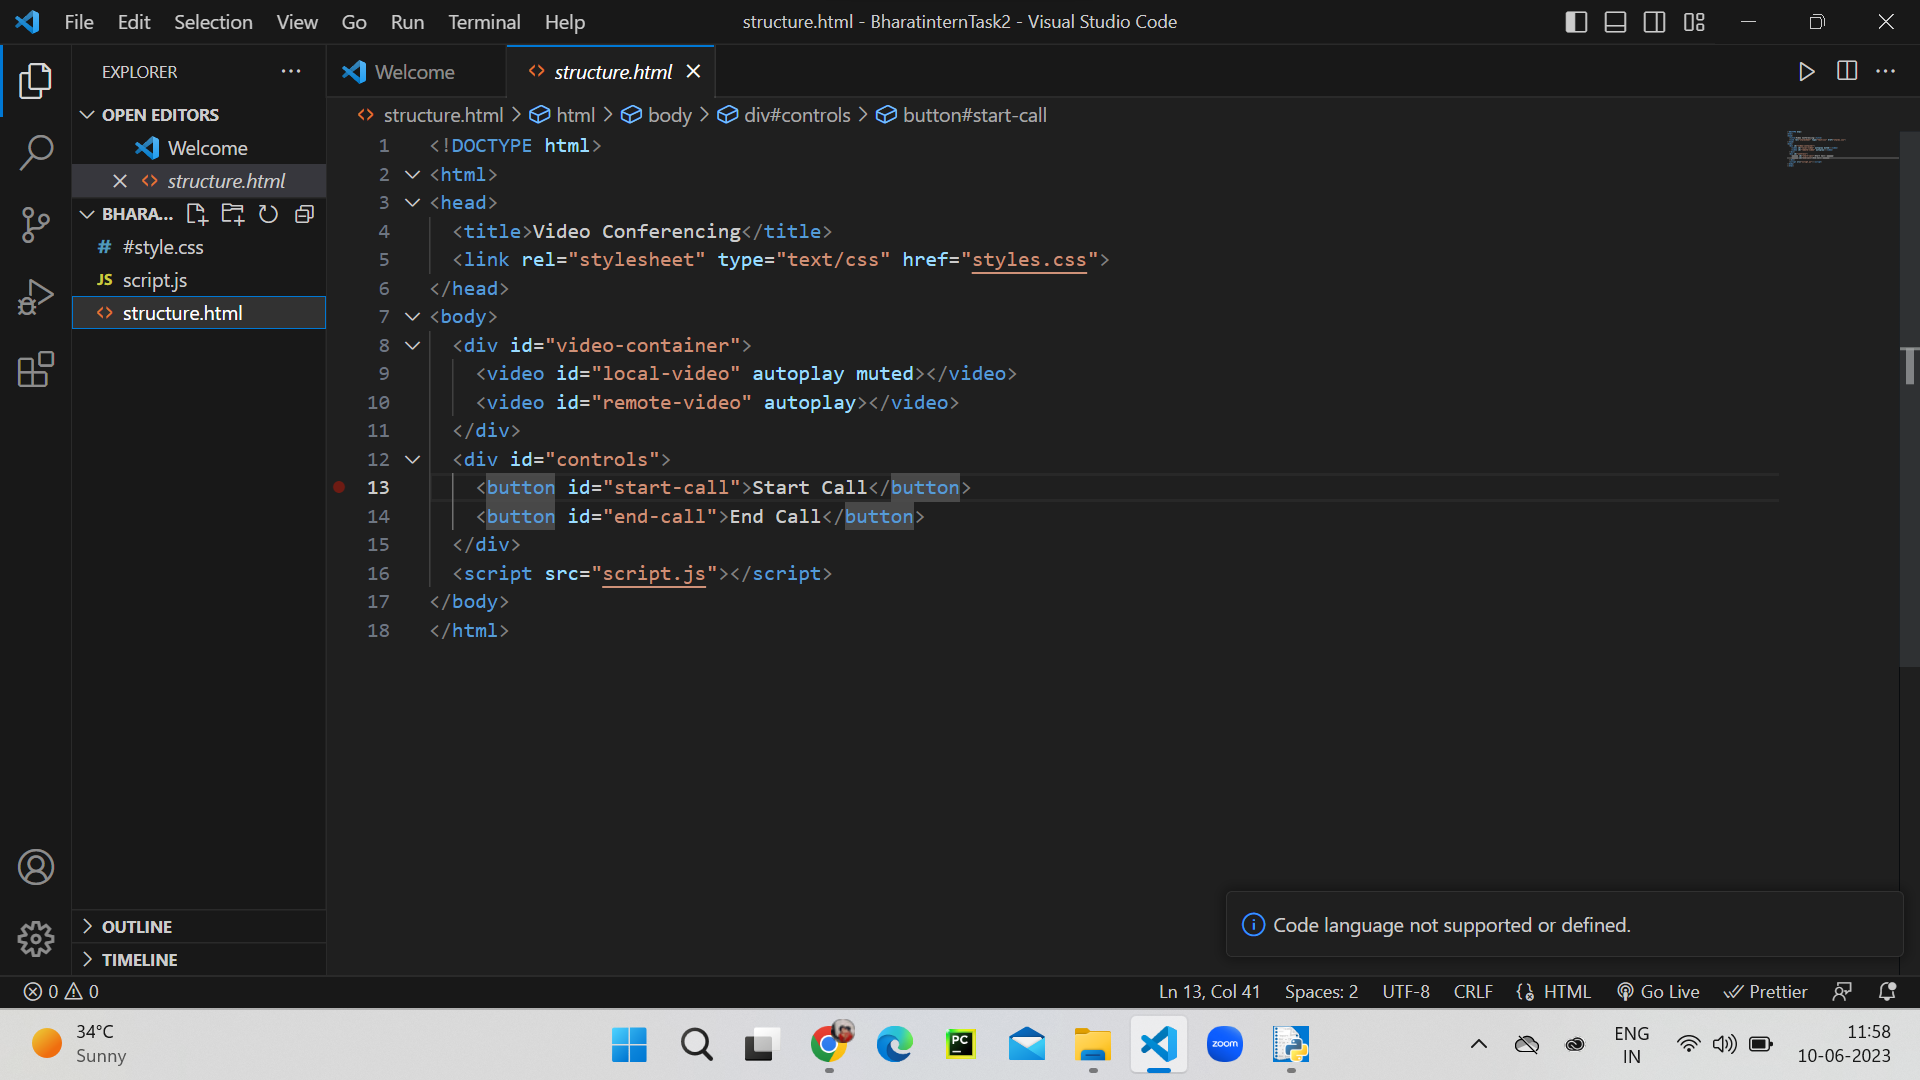 File Edit Selection View Go Run Terminal Help
structure.html - BharatinternTask2 - Visual Studio Code
EXPLORER
OPEN EDITORS
Welcome
structure.html
BHARA...
#style.css
JS script.js
structure.html
OUTLINE
TIMELINE
Welcome
structure.html
structure.html > html > body > div#controls > button#start-call
1 <!DOCTYPE html>
2 <html>
3 <head>
4 <title>Video Conferencing</title>
5 <link rel="stylesheet" type="text/css" href="styles.css">
6 </head>
7 <body>
8 <div id="video-container">
9 <video id="local-video" autoplay muted></video>
10 <video id="remote-video" autoplay></video>
11 </div>
12 <div id="controls">
13 <button id="start-call">Start Call</button>
14 <button id="end-call">End Call</button>
15 </div>
16 <script src="script.js"></script>
17 </body>
18 </html>
Code language not supported or defined.
0 0
Ln 13, Col 41 Spaces: 2 UTF-8 CRLF HTML Go Live Prettier
34°C
Sunny
PC
zoom
ENG
IN
11:58
10-06-2023